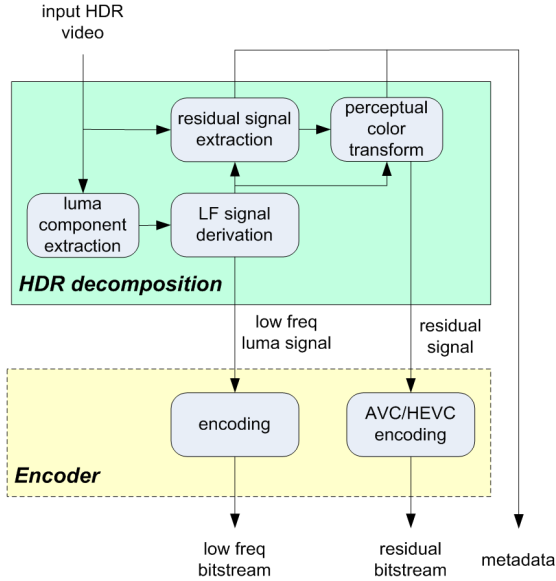 input HDR
video
residual signal
extraction
perceptual
color
transform
luma
component
extraction
LF signal
derivation
HDR decomposition
low freq
luma signal
residual
signal
encoding
AVC/HEVC
encoding
Encoder
low freq
bitstream
residual
bitstream
metadata